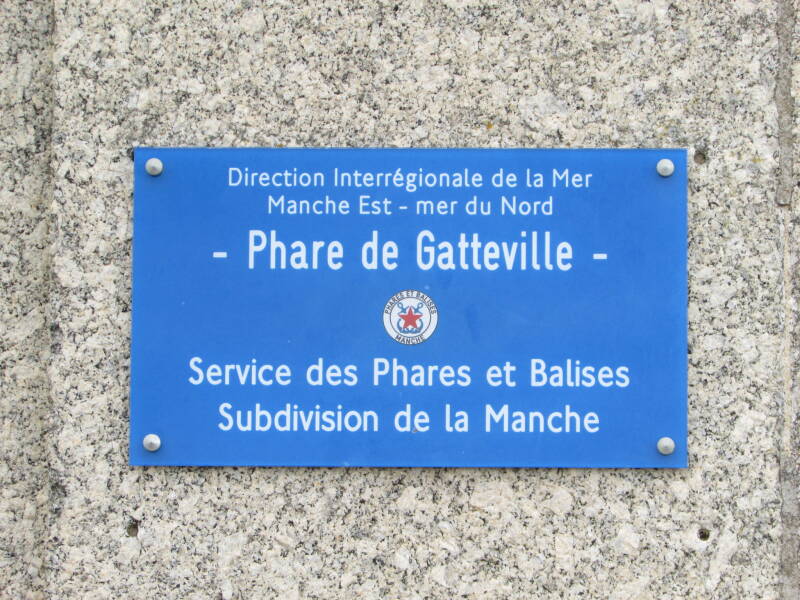 Direction Interrégionale de la Mer
Manche Est - mer du Nord
- Phare de Gatteville -
PHARES ET BALISES
MANCHE
Service des Phares et Balises
Subdivision de la Manche